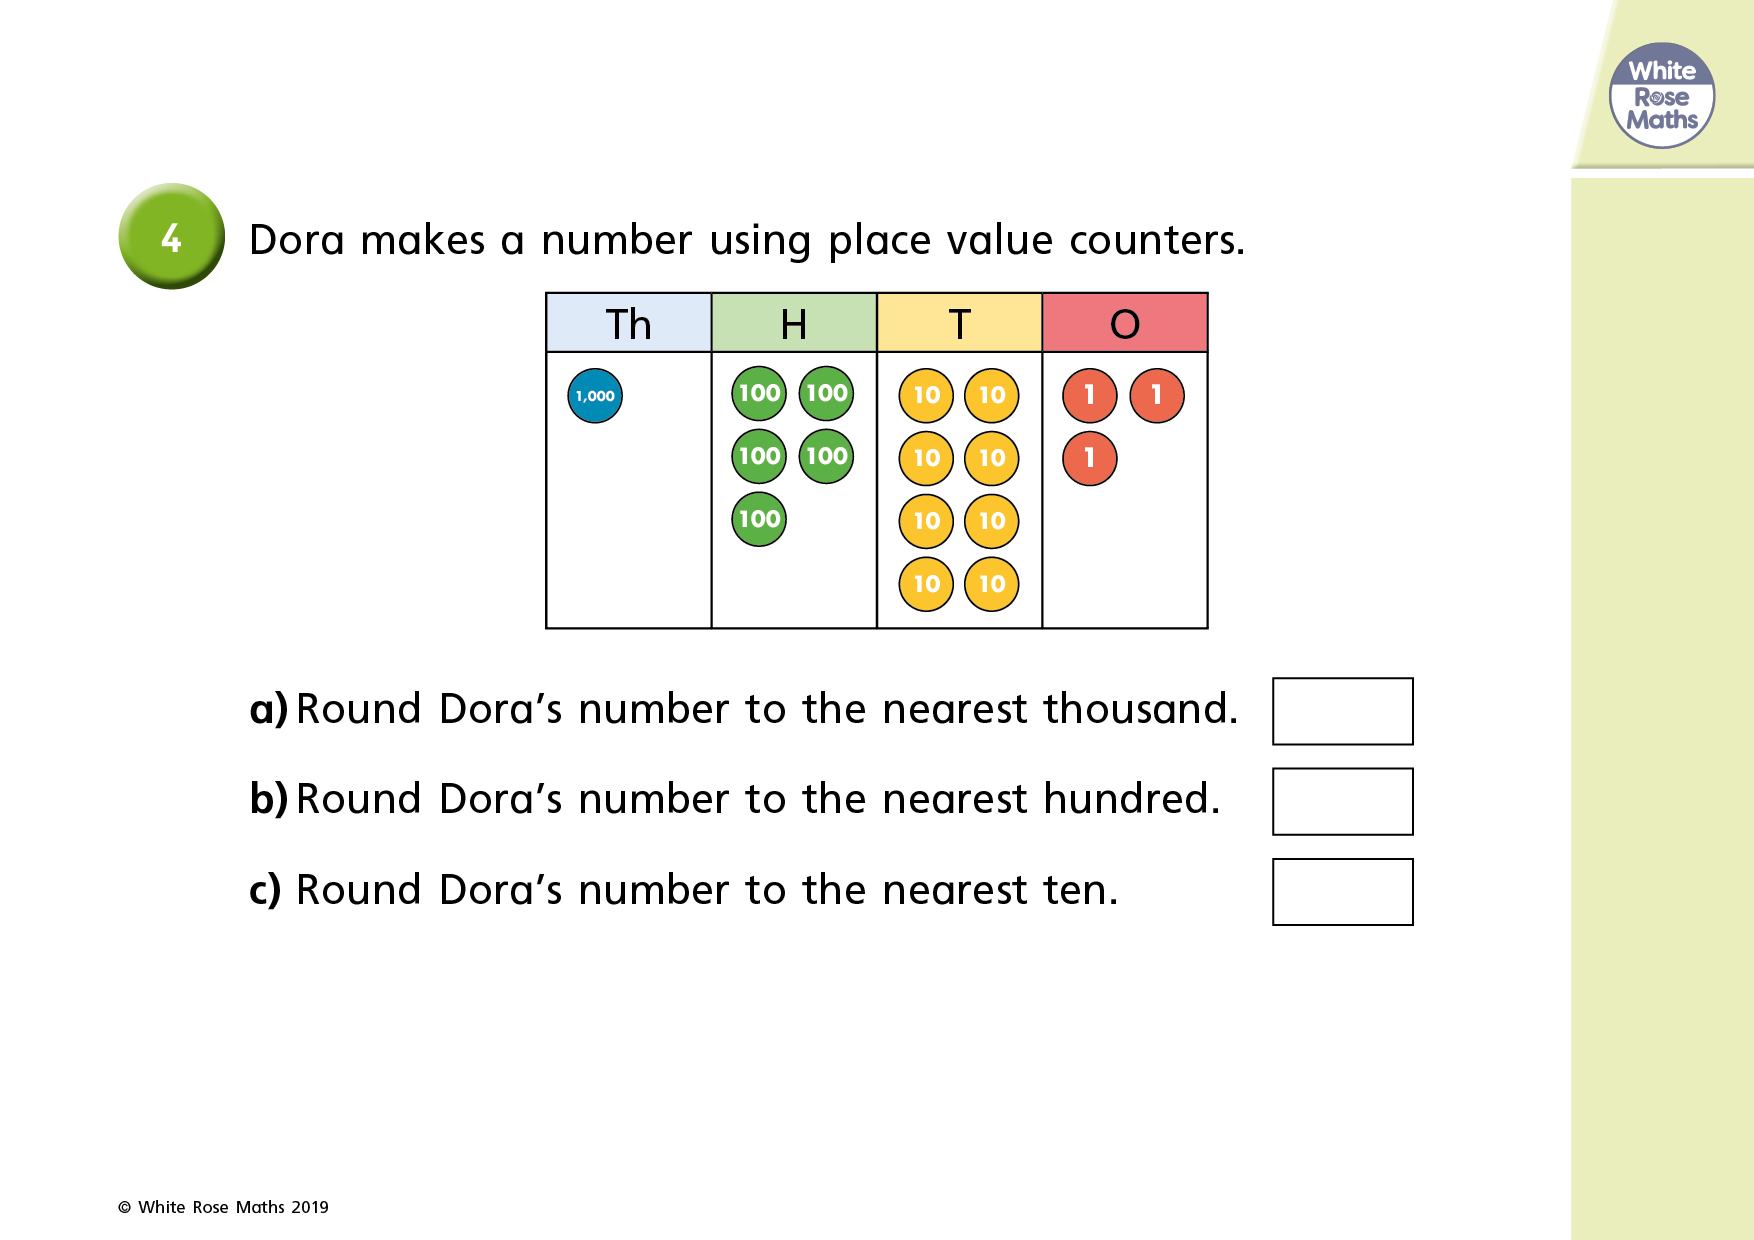 White
Rose
Maths
4 Dora makes a number using place value counters.
Th H T O
1,000 100 100 10 10 1 1
100 100 10 10 1
100 10 10
10 10
a) Round Dora’s number to the nearest thousand.
b) Round Dora’s number to the nearest hundred.
c) Round Dora’s number to the nearest ten.
© White Rose Maths 2019